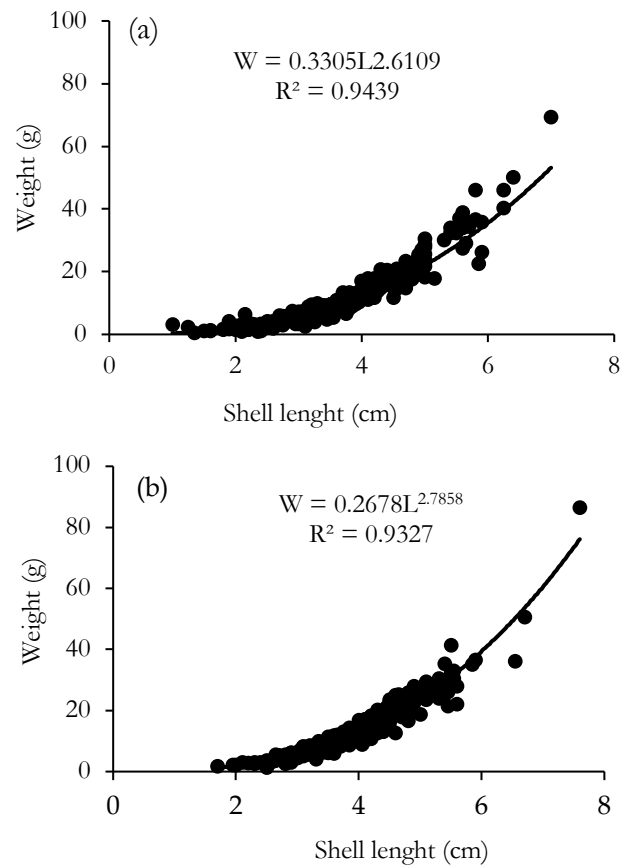 (a)
W = 0.3305L2.6109
R² = 0.9439
100
80
60
40
20
0
Weight (g)
0 2 4 6 8
Shell lenght (cm)
(b)
W = 0.2678L^2.7858
R² = 0.9327
100
80
60
40
20
0
Weight (g)
0 2 4 6 8
Shell lenght (cm)